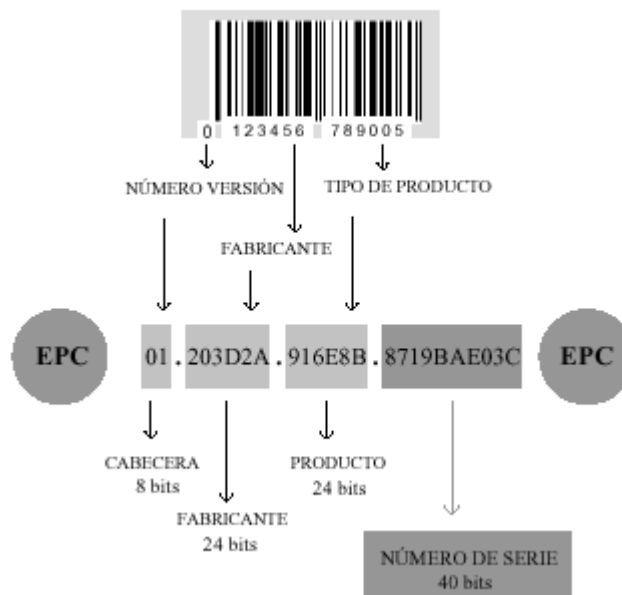 0 123456 789005
NÚMERO VERSIÓN TIPO DE PRODUCTO
FABRICANTE
EPC 01.203D2A.916E8B.8719BAE03C EPC
CABECERA
8 bits
PRODUCTO
24 bits
FABRICANTE
24 bits
NÚMERO DE SERIE
40 bits